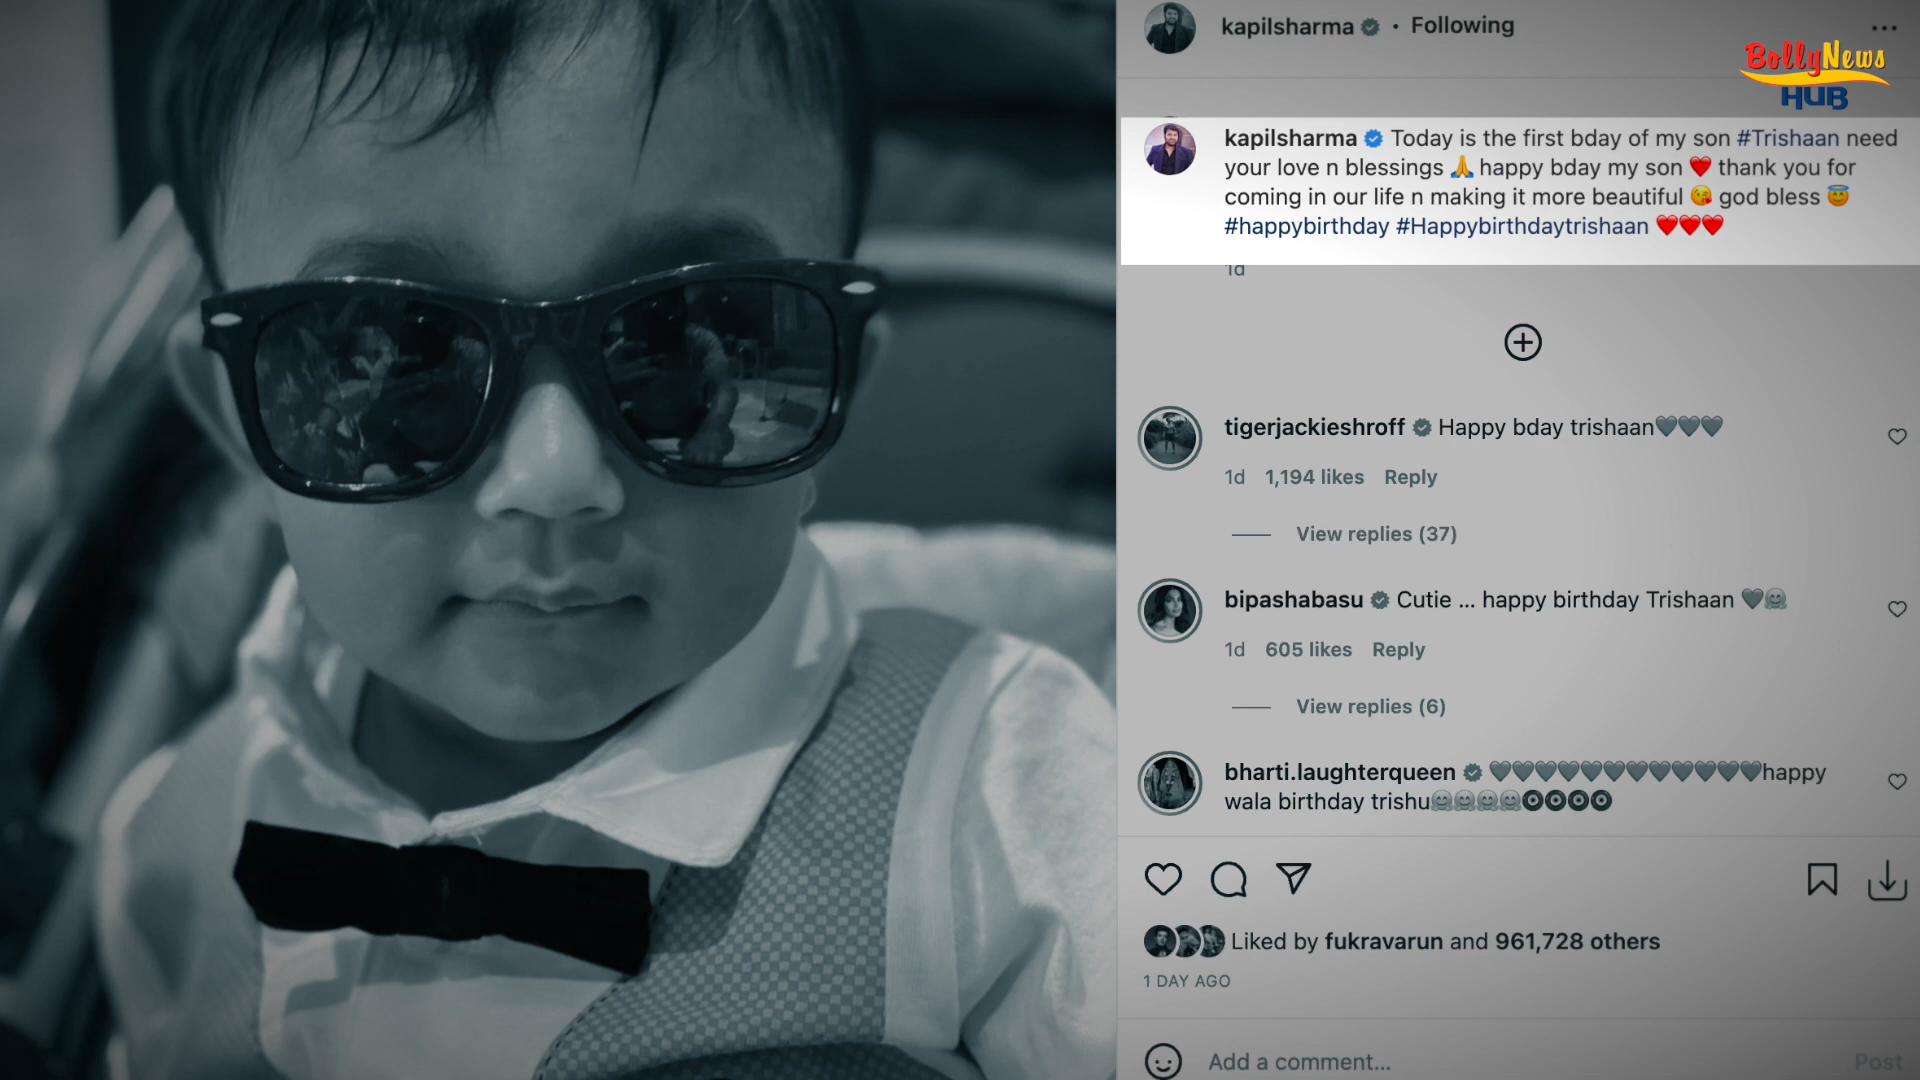 kapilsharma • Following
BollyNews
HUB
kapilsharma Today is the first bday of my son #Trishaan need
your love n blessings 🙏 happy bday my son ❤️ thank you for
coming in our life n making it more beautiful 😘 god bless 😇
#happybirthday #Happybirthdaytrishaan ❤️❤️❤️
1d
tigerjackieshroff Happy bday trishaan🖤🖤🖤
1d 1,194 likes Reply
View replies (37)
bipashabasu Cutie ... happy birthday Trishaan 🖤🤗
1d 605 likes Reply
View replies (6)
bharti.laughterqueen 🖤🖤🖤🖤🖤🖤🖤🖤🖤🖤🖤🖤happy
wala birthday trishu🤗🤗🤗🤗🧿🧿🧿🧿
Liked by fukravarun and 961,728 others
1 DAY AGO
Add a comment... Post